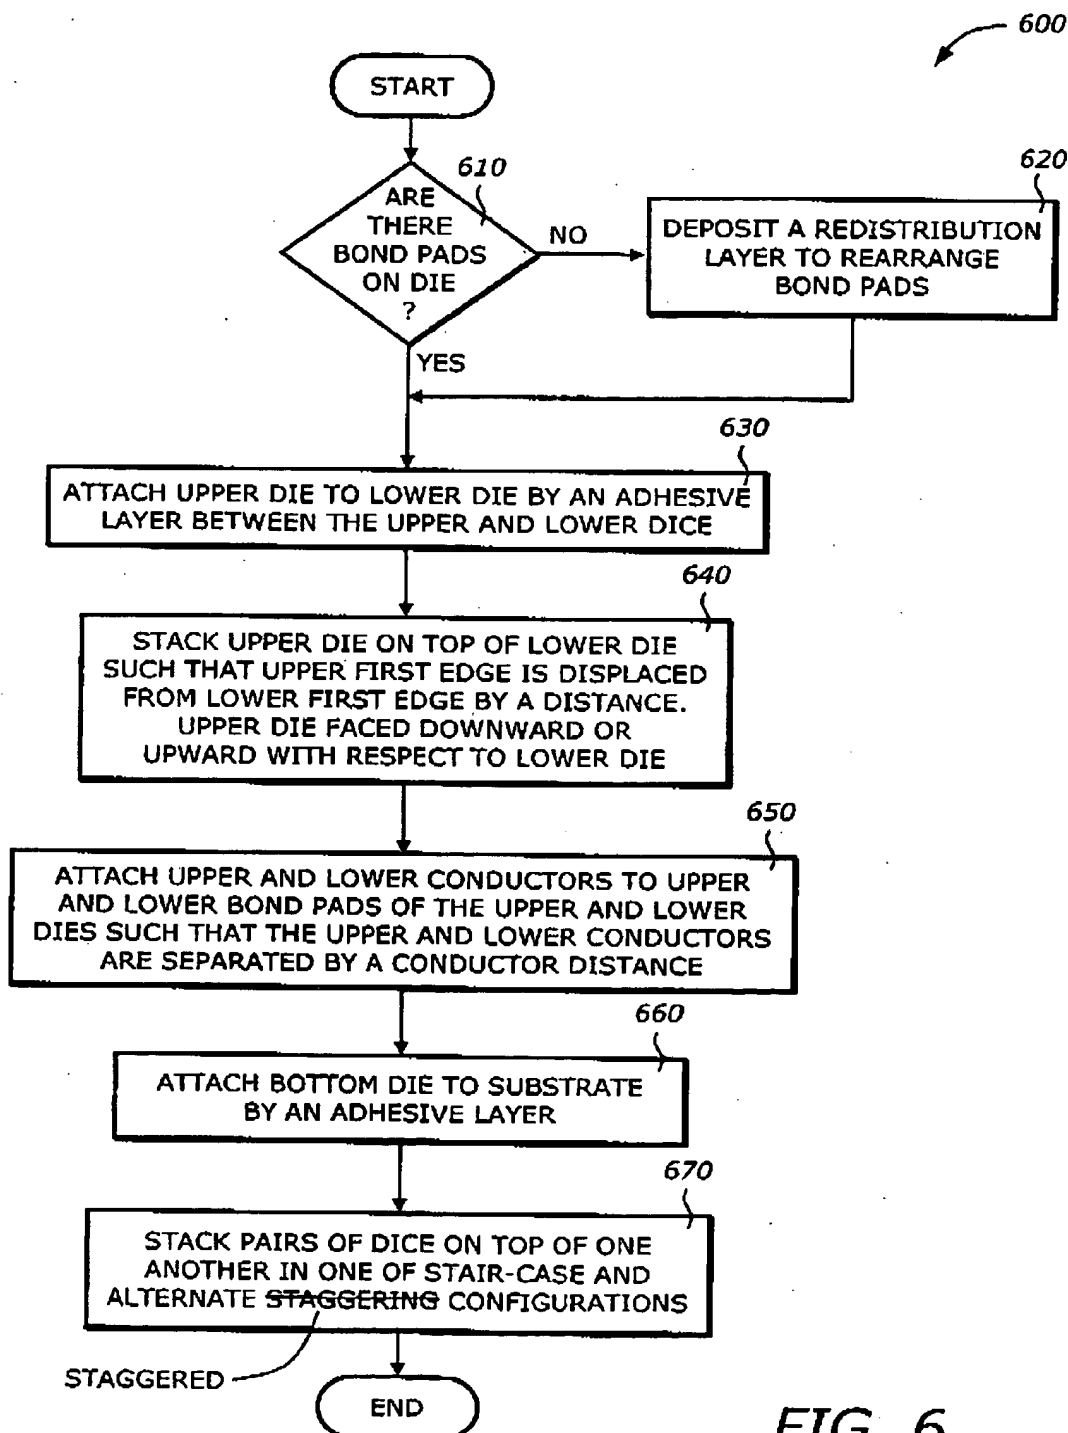 600
START
610
ARE
THERE
BOND PADS
ON DIE
?
NO
620
DEPOSIT A REDISTRIBUTION
LAYER TO REARRANGE
BOND PADS
YES
630
ATTACH UPPER DIE TO LOWER DIE BY AN ADHESIVE
LAYER BETWEEN THE UPPER AND LOWER DICE
640
STACK UPPER DIE ON TOP OF LOWER DIE
SUCH THAT UPPER FIRST EDGE IS DISPLACED
FROM LOWER FIRST EDGE BY A DISTANCE.
UPPER DIE FACED DOWNWARD OR
UPWARD WITH RESPECT TO LOWER DIE
650
ATTACH UPPER AND LOWER CONDUCTORS TO UPPER
AND LOWER BOND PADS OF THE UPPER AND LOWER
DIES SUCH THAT THE UPPER AND LOWER CONDUCTORS
ARE SEPARATED BY A CONDUCTOR DISTANCE
660
ATTACH BOTTOM DIE TO SUBSTRATE
BY AN ADHESIVE LAYER
670
STACK PAIRS OF DICE ON TOP OF ONE
ANOTHER IN ONE OF STAIR-CASE AND
ALTERNATE STAGGERING CONFIGURATIONS
STAGGERED
END
FIG. 6